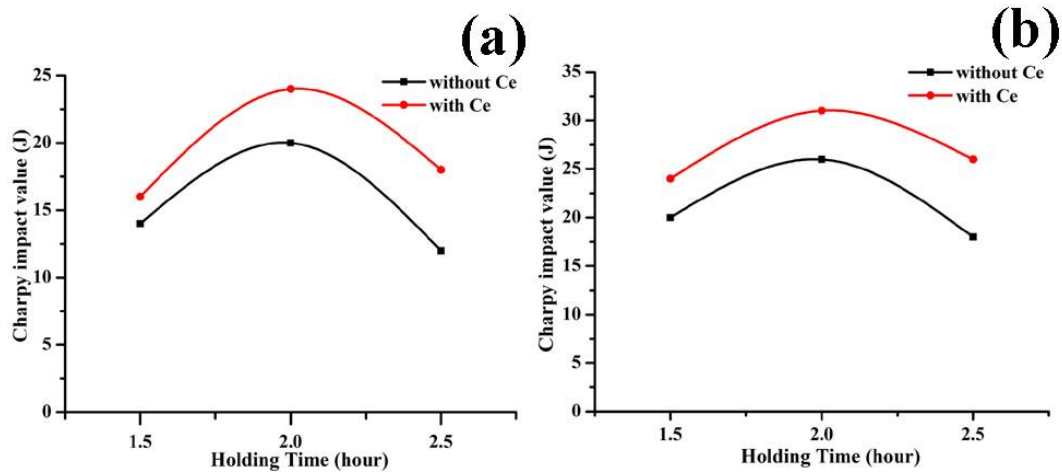 (a)
without Ce
with Ce
Charpy impact value (J)
25
20
15
10
5
0
1.5
2.0
2.5
Holding Time (hour)
(b)
without Ce
with Ce
Charpy impact value (J)
35
30
25
20
15
10
5
0
1.5
2.0
2.5
Holding Time (hour)